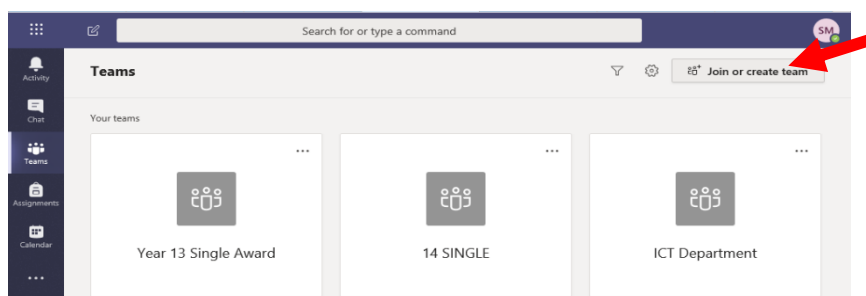 Search for or type a command
SM
Activity
Teams
Join or create team
Chat
Your teams
Teams
Assignments
Calendar
Year 13 Single Award
14 SINGLE
ICT Department